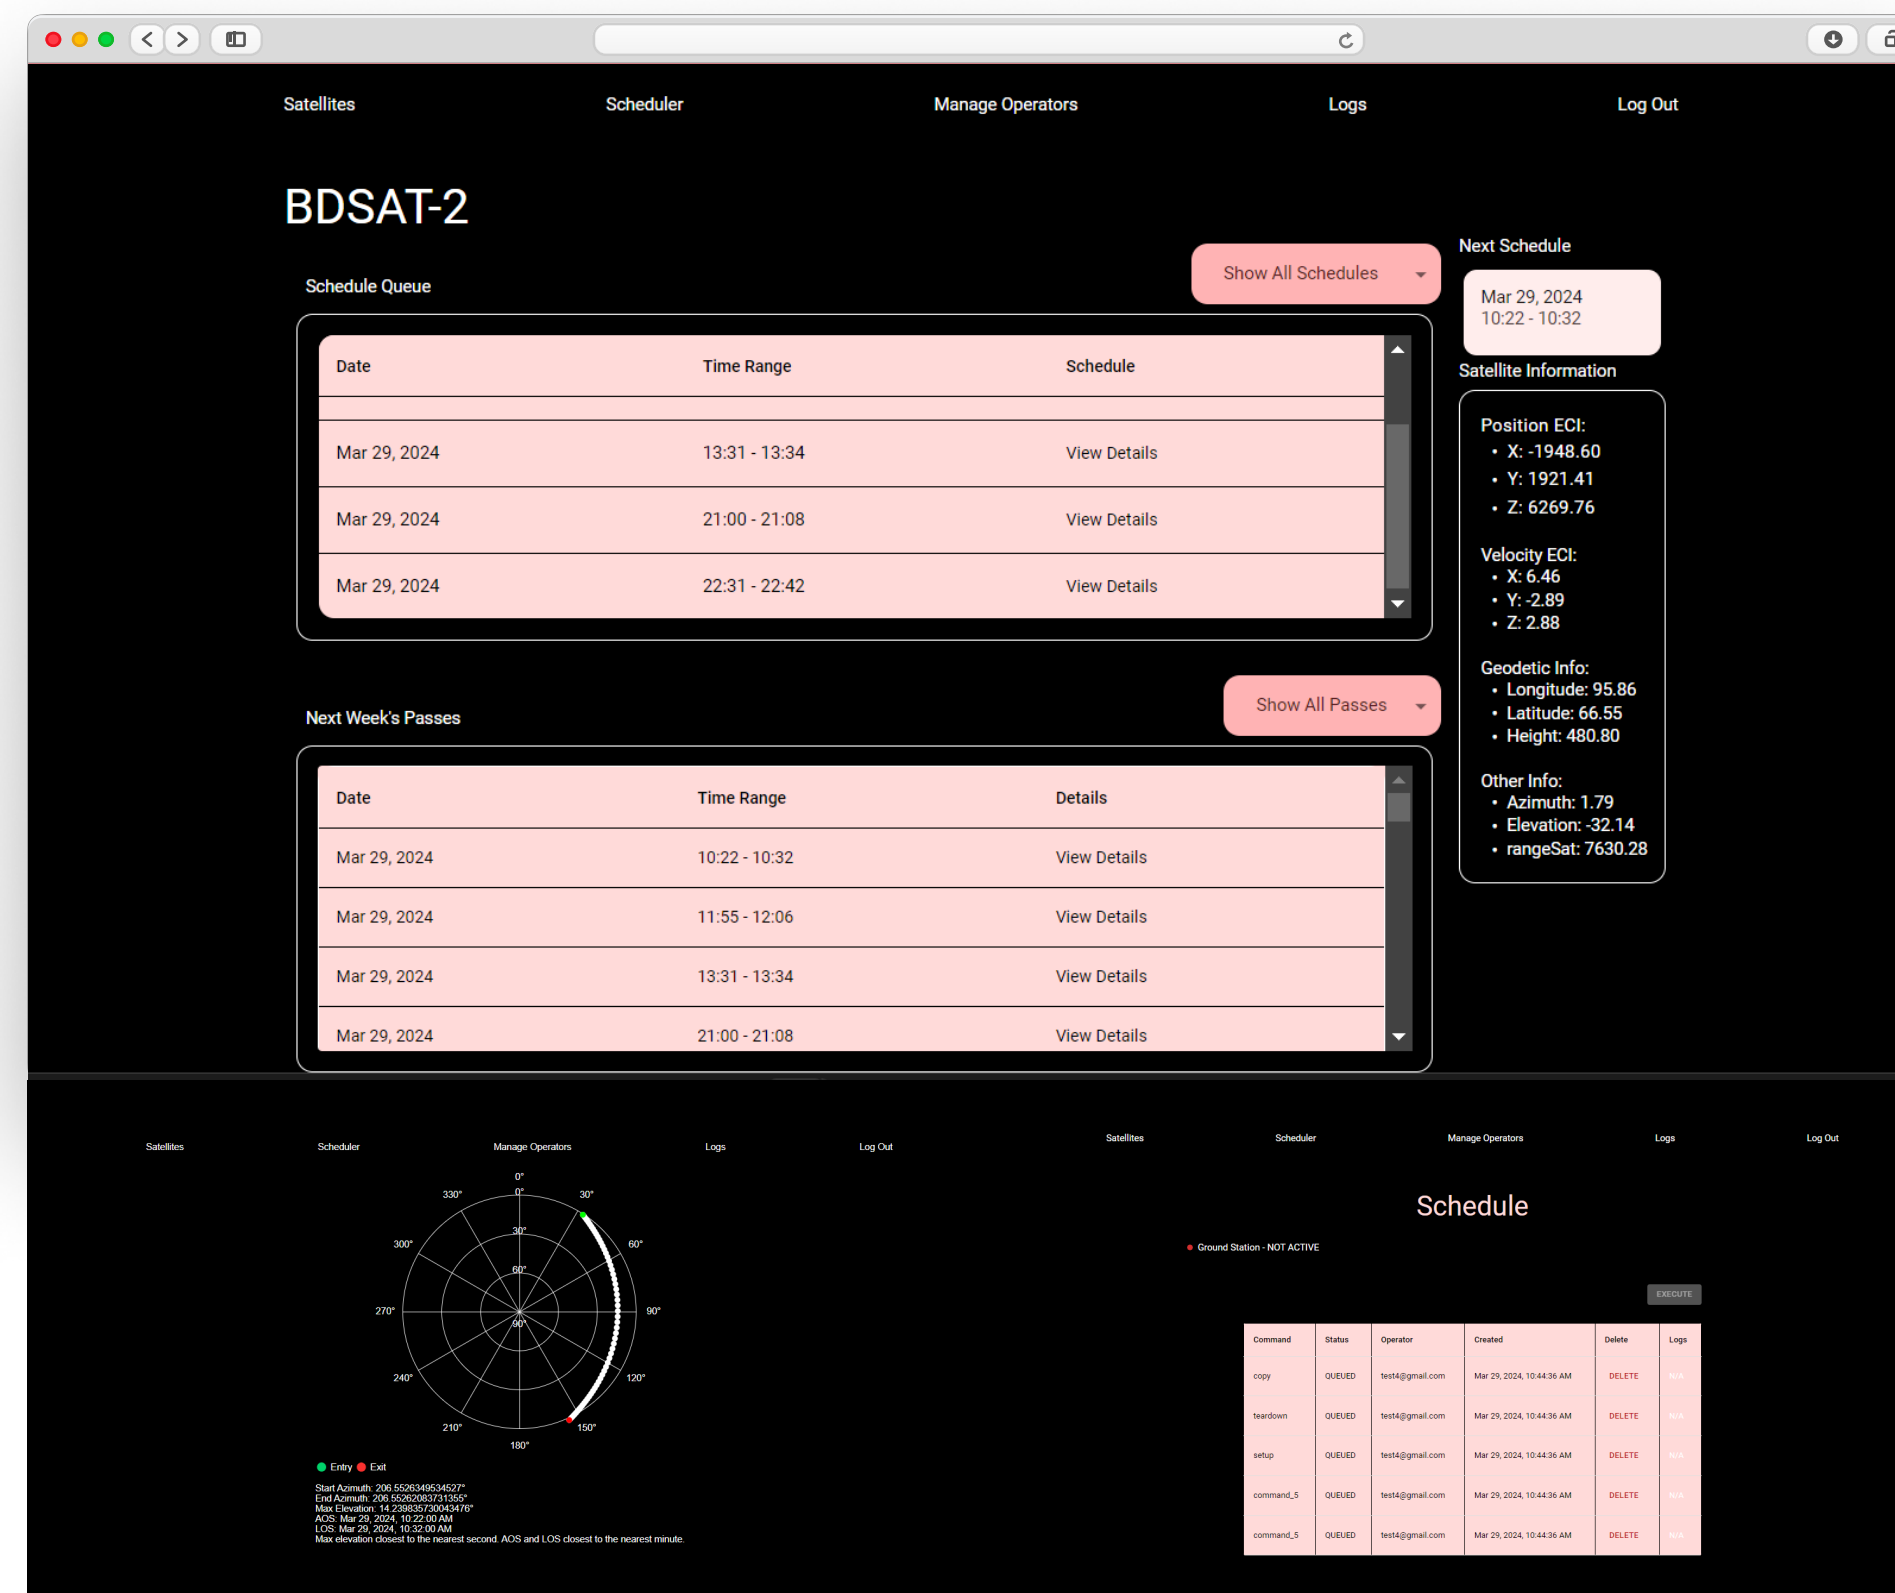 Satellites Scheduler Manage Operators Logs Log Out
BDSAT-2
Schedule Queue
Show All Schedules
Date Time Range Schedule
Mar 29, 2024 13:31 - 13:34 View Details
Mar 29, 2024 21:00 - 21:08 View Details
Mar 29, 2024 22:31 - 22:42 View Details
Next Schedule
Mar 29, 2024
10:22 - 10:32
Satellite Information
Position ECI:
• X: -1948.60
• Y: 1921.41
• Z: 6269.76
Velocity ECI:
• X: 6.46
• Y: -2.89
• Z: 2.88
Geodetic Info:
• Longitude: 95.86
• Latitude: 66.55
• Height: 480.80
Other Info:
• Azimuth: 1.79
• Elevation: -32.14
• rangeSat: 7630.28
Next Week's Passes
Show All Passes
Date Time Range Details
Mar 29, 2024 10:22 - 10:32 View Details
Mar 29, 2024 11:55 - 12:06 View Details
Mar 29, 2024 13:31 - 13:34 View Details
Mar 29, 2024 21:00 - 21:08 View Details
Satellites Scheduler Manage Operators Logs Log Out
0°
330° 0° 30°
300° 30° 60°
60°
270° 90° 90°
240° 120°
210° 150°
180°
Entry Exit
Start Azimuth: 206.5526349534527°
End Azimuth: 206.55262083731355°
Max Elevation: 14.239835730043476°
AOS: Mar 29, 2024, 10:22:00 AM
LOS: Mar 29, 2024, 10:32:00 AM
Max elevation closest to the nearest second. AOS and LOS closest to the nearest minute.
Satellites Scheduler Manage Operators Logs Log Out
Schedule
Ground Station - NOT ACTIVE
EXECUTE
Command Status Operator Created Delete Logs
copy QUEUED test4@gmail.com Mar 29, 2024, 10:44:36 AM DELETE N/A
teardown QUEUED test4@gmail.com Mar 29, 2024, 10:44:36 AM DELETE N/A
setup QUEUED test4@gmail.com Mar 29, 2024, 10:44:36 AM DELETE N/A
command_5 QUEUED test4@gmail.com Mar 29, 2024, 10:44:36 AM DELETE N/A
command_5 QUEUED test4@gmail.com Mar 29, 2024, 10:44:36 AM DELETE N/A